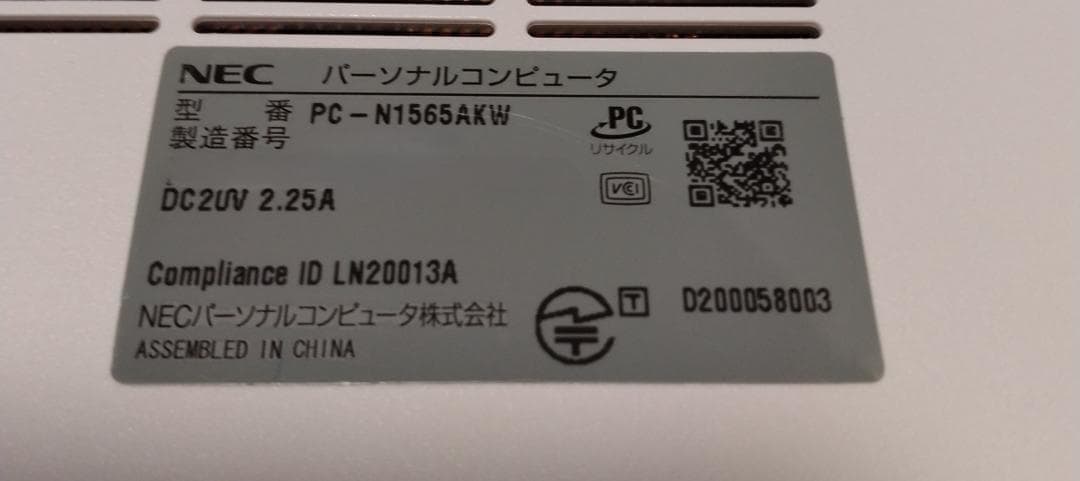 NEC パーソナルコンピュータ
型番 PC-N1565AKW
製造番号
PC
リサイクル
VCI
DC20V 2.25A
Compliance ID LN20013A
NECパーソナルコンピュータ株式会社
T D200058003
ASSEMBLED IN CHINA